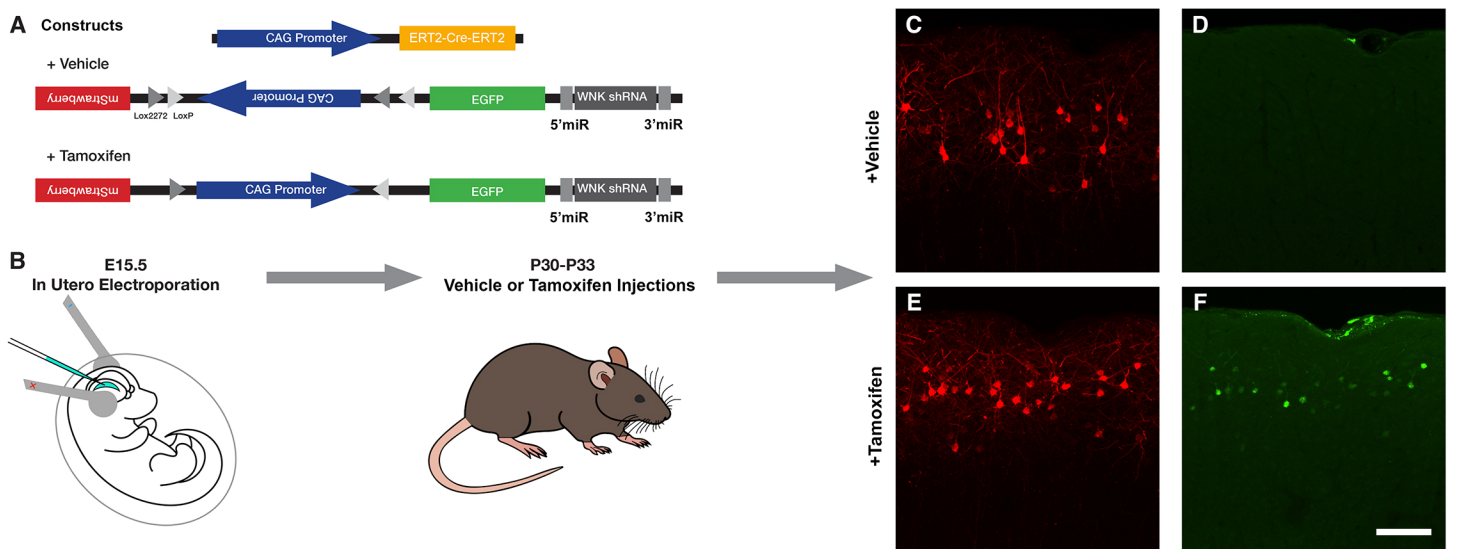 A
Constructs
CAG Promoter
ERT2-Cre-ERT2
+ Vehicle
mStrawberry
CAG Promoter
EGFP
WNK shRNA
Lox2272
LoxP
5'miR
3'miR
+ Tamoxifen
mStrawberry
CAG Promoter
EGFP
WNK shRNA
5'miR
3'miR
B
E15.5
In Utero Electroporation
P30-P33
Vehicle or Tamoxifen Injections
+Vehicle
C
D
+Tamoxifen
E
F